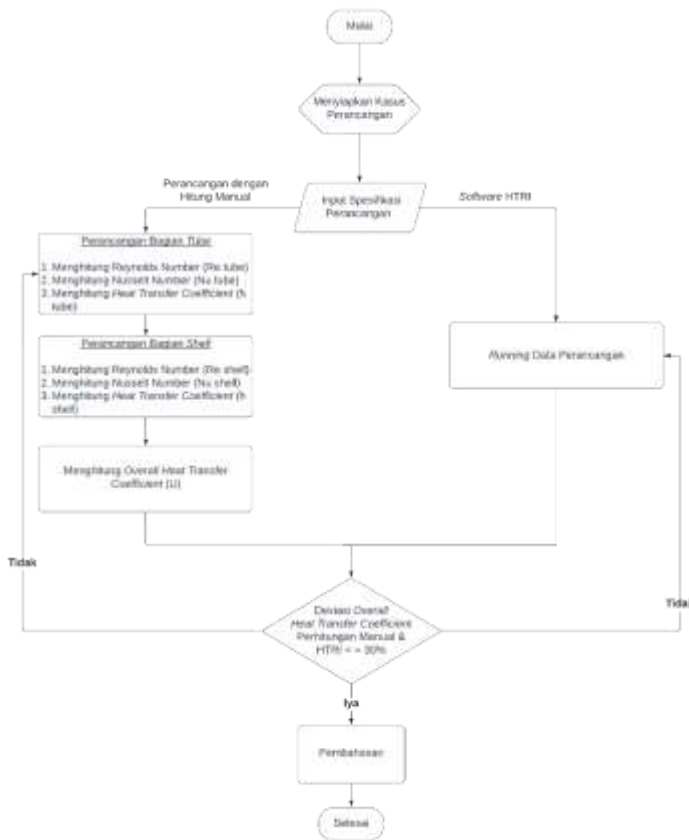 Mulai
Menyiapkan Kasus
Perancangan
Perancangan dengan
Hitung Manual
Input Spesifikasi
Perancangan
Software HTRI
Perancangan Bagian Tube
1. Menghitung Reynolds Number (Re tube)
2. Menghitung Nusselt Number (Nu tube)
3. Menghitung Heat Transfer Coefficient (h
tube)
Perancangan Bagian Shell
1. Menghitung Reynolds Number (Re shell)
2. Menghitung Nusselt Number (Nu shell)
3. Menghitung Heat Transfer Coefficient (h
shell)
Running Data Perancangan
Menghitung Overall Heat Transfer
Coefficient (U)
Tidak
Tidak
Deviasi Overall
Heat Transfer Coefficient
Perhitungan Manual &
HTRI < = 30%
Iya
Pembahasan
Selesai